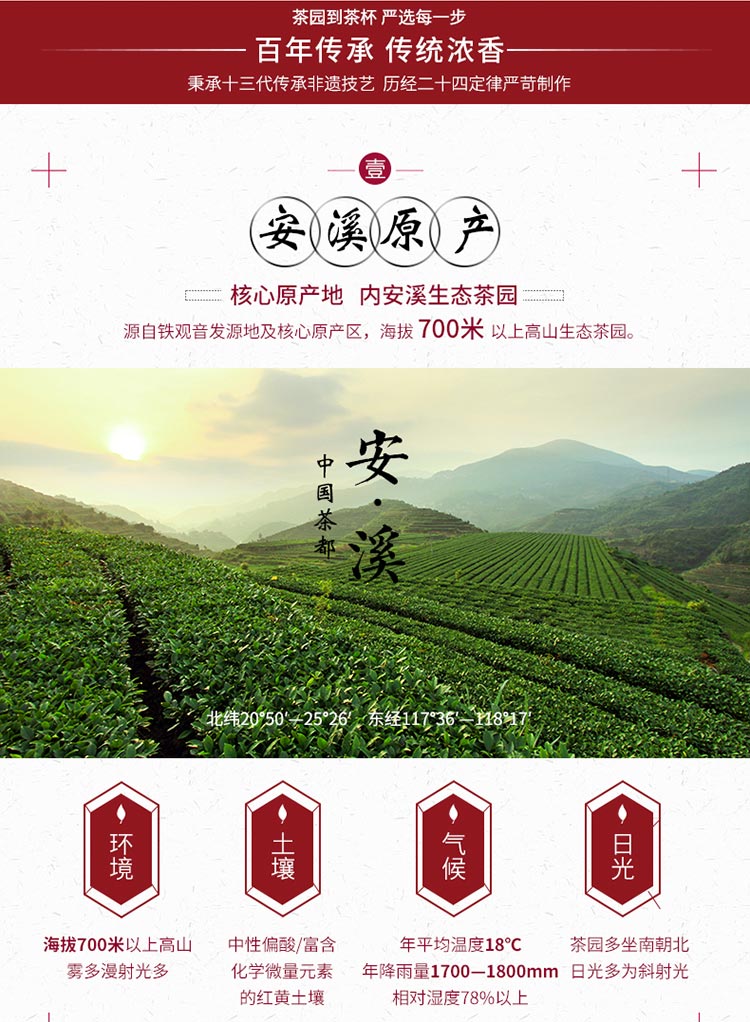 茶园到茶杯 严选每一步
百年传承 传统浓香
秉承十三代传承非遗技艺 历经二十四定律严苛制作
壹
安溪原产
核心原产地 内安溪生态茶园
源自铁观音发源地及核心原产区，海拔700米以上高山生态茶园。
安·溪
中国茶都
北纬20°50'—25°26' 东经117°36'—118°17'
环境
土壤
气候
日光
海拔700米以上高山
雾多漫射光多
中性偏酸/富含
化学微量元素
的红黄土壤
年平均温度18℃
年降雨量1700—1800mm
相对湿度78%以上
茶园多坐南朝北
日光多为斜射光